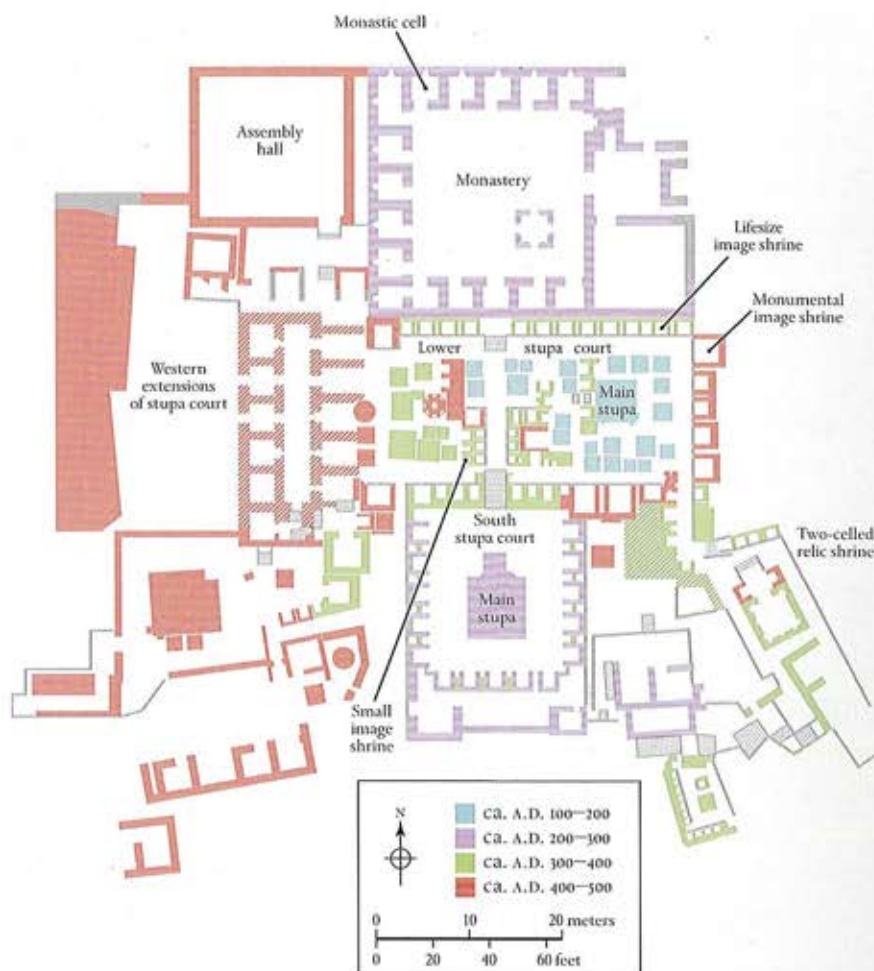 Monastic cell
Assembly
hall
Monastery
Lifesize
image shrine
Monumental
image shrine
Lower stupa court
Western
extensions
of stupa court
Main
stupa
South
stupa court
Two-celled
relic shrine
Main
stupa
Small
image
shrine
N
ca. A.D. 100–200
ca. A.D. 200–300
ca. A.D. 300–400
ca. A.D. 400–500
0 10 20 meters
0 20 40 60 feet